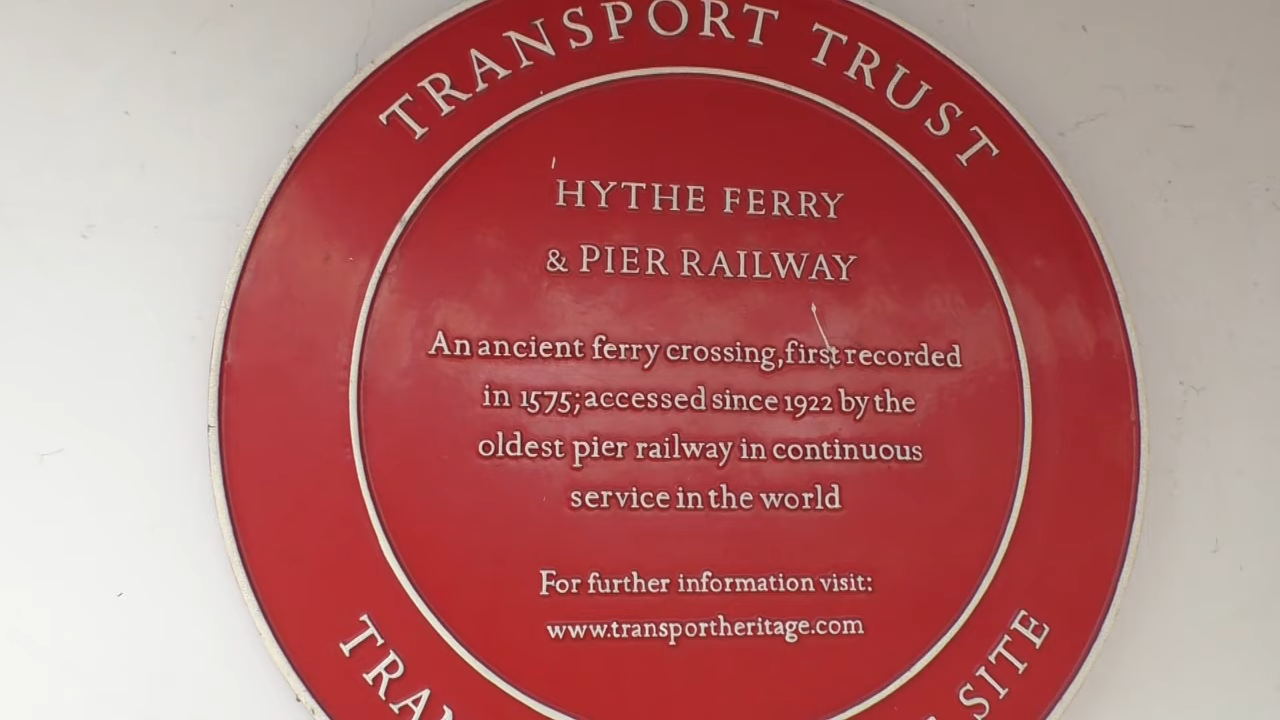 TRANSPORT TRUST
HYTHE FERRY
& PIER RAILWAY
An ancient ferry crossing, first recorded
in 1575; accessed since 1922 by the
oldest pier railway in continuous
service in the world
For further information visit:
www.transportheritage.com
SITE